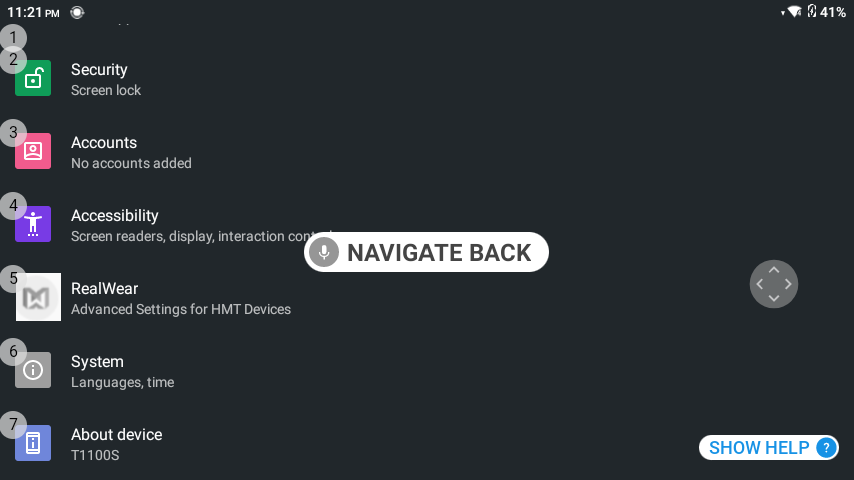 11:21 PM
41%
1
2
Security
Screen lock
3
Accounts
No accounts added
4
Accessibility
Screen readers, display, interaction
NAVIGATE BACK
5
RealWear
Advanced Settings for HMT Devices
6
System
Languages, time
7
About device
T1100S
SHOW HELP ?